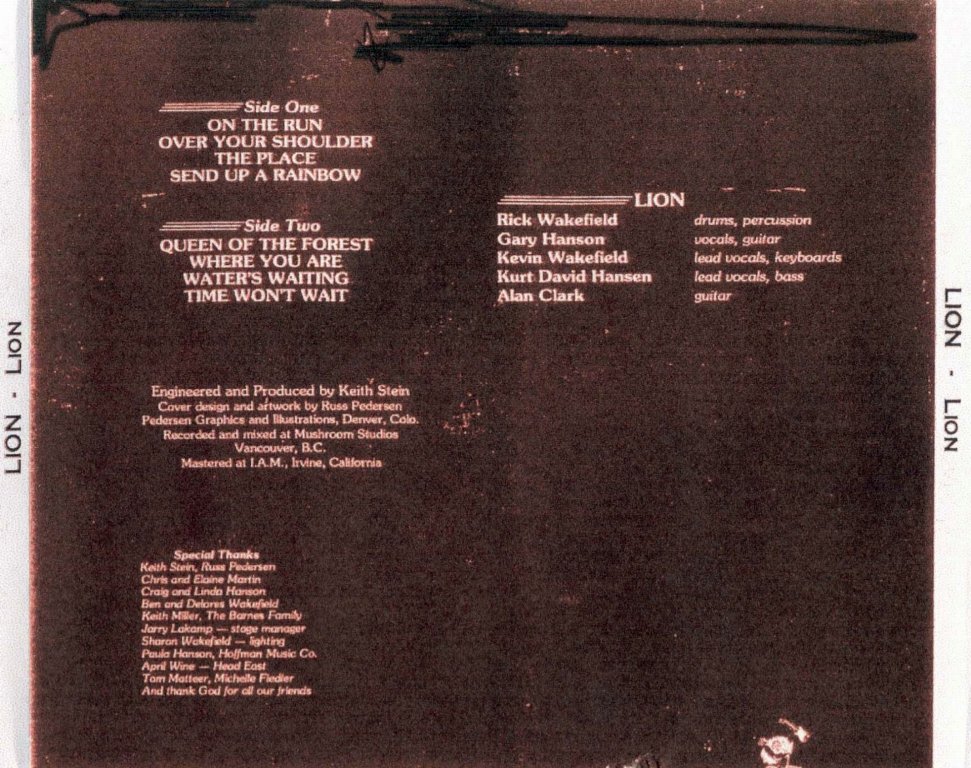 Side One
ON THE RUN
OVER YOUR SHOULDER
THE PLACE
SEND UP A RAINBOW
Side Two
QUEEN OF THE FOREST
WHERE YOU ARE
WATER'S WAITING
TIME WON'T WAIT
LION
Rick Wakefield drums, percussion
Gary Hanson vocals, guitar
Kevin Wakefield lead vocals, keyboards
Kurt David Hansen lead vocals, bass
Alan Clark guitar
Engineered and Produced by Keith Stein
Cover design and artwork by Russ Pedersen
Pedersen Graphics and Illustrations, Denver, Colo.
Recorded and mixed at Mushroom Studios
Vancouver, B.C.
Mastered at I.A.M., Irvine, California
Special Thanks
Keith Stein, Russ Pedersen
Chris and Elaine Martin
Craig and Linda Hanson
Ben and Delores Wakefield
Keith Miller, The Barnes Family
Jarry Lakamp — stage manager
Sharon Wakefield — lighting
Paula Hanson, Hoffman Music Co.
April Wine — Head East
Tom Matteer, Michelle Fiedler
And thank God for all our friends
LION - LION
LION - LION